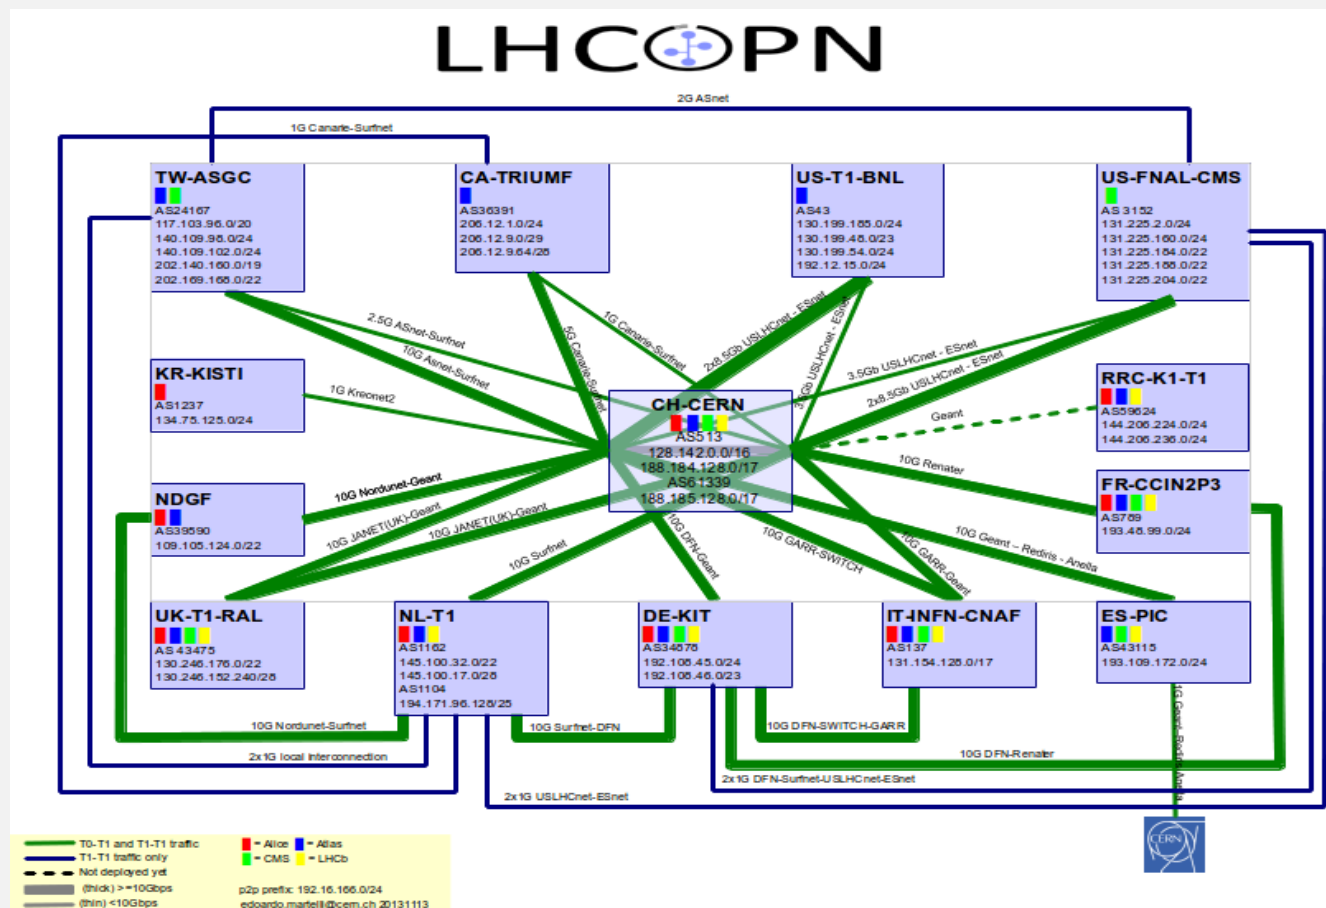 LHCOPN
2G ASnet
1G Canarie-Surfnet
TW-ASGC
AS24167
117.103.96.0/20
140.109.98.0/24
140.109.102.0/24
202.140.160.0/19
202.169.168.0/22
CA-TRIUMF
AS36391
206.12.1.0/24
206.12.9.0/29
206.12.9.64/28
US-T1-BNL
AS43
130.199.185.0/24
130.199.48.0/23
130.199.54.0/24
192.12.15.0/24
US-FNAL-CMS
AS3152
131.225.2.0/24
131.225.160.0/24
131.225.184.0/22
131.225.188.0/22
131.225.204.0/22
2.5G ASnet-Surfnet
10G Asnet-Surfnet
5G Canarie-Surfnet
1G Canarie-Surfnet
2x8.5Gb USLHCnet - ESnet
3.5Gb USLHCnet - ESnet
3.5Gb USLHCnet - ESnet
2x8.5Gb USLHCnet - ESnet
KR-KISTI
AS1237
134.75.125.0/24
1G Kreonet2
CH-CERN
AS513
128.142.0.0/16
188.184.128.0/17
AS61339
188.185.128.0/17
Geant
RRC-K1-T1
AS59624
144.206.224.0/24
144.206.236.0/24
10G Renater
NDGF
AS39590
109.105.124.0/22
10G Nordunet-Geant
10G JANET(UK)-Geant
10G JANET(UK)-Geant
10G Surfnet
10G DFN-Geant
10G GARR-SWITCH
10G GARR-Geant
10G Geant – Rediris - Anella
FR-CCIN2P3
AS789
193.48.99.0/24
UK-T1-RAL
AS43475
130.246.176.0/22
130.246.152.240/28
NL-T1
AS1162
145.100.32.0/22
145.100.17.0/28
AS1104
194.171.96.128/25
DE-KIT
AS34878
192.108.45.0/24
192.108.46.0/23
IT-INFN-CNAF
AS137
131.154.128.0/17
ES-PIC
AS43115
193.109.172.0/24
10G Nordunet-Surfnet
10G Surfnet-DFN
10G DFN-SWITCH-GARR
10G DFN-Renater
1G Geant-Rediris-Anella
2x1G local interconnection
2x1G DFN-Surfnet-USLHCnet-ESnet
2x1G USLHCnet-ESnet
CERN
T0-T1 and T1-T1 traffic
T1-T1 traffic only
Not deployed yet
(thick) >=10Gbps
(thin) <10Gbps
= Alice = Atlas
= CMS = LHCb
p2p prefix: 192.16.166.0/24
edoardo.martelli@cern.ch 20131113